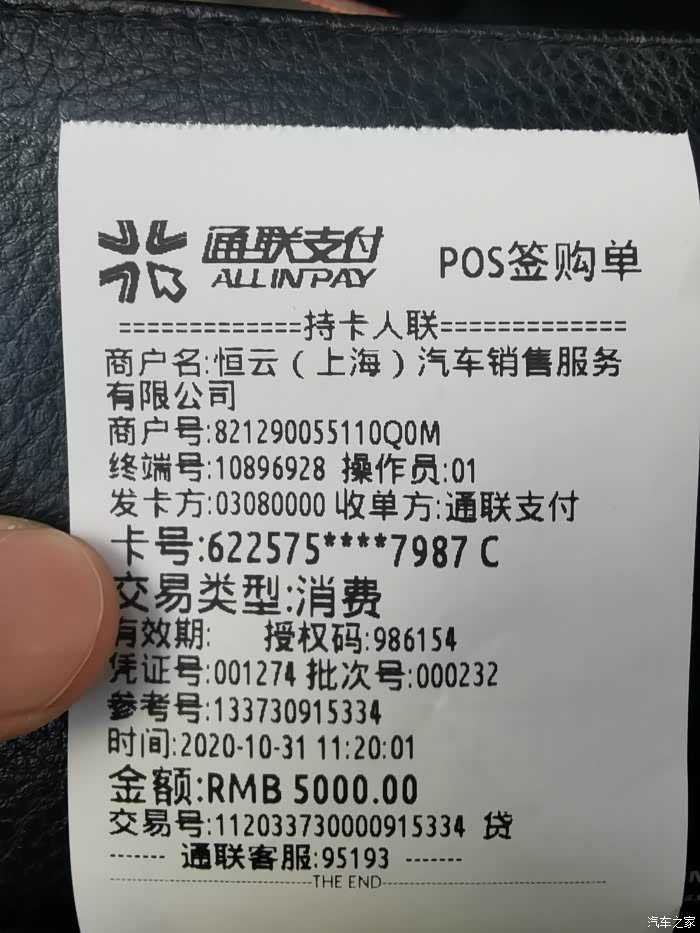 通联支付
ALLINPAY
POS签购单
=============持卡人联=============
商户名:恒云(上海)汽车销售服务
有限公司
商户号:821290055110Q0M
终端号:10896928 操作员:01
发卡方:03080000 收单方:通联支付
卡号:622575****7987 C
交易类型:消费
有效期: 授权码:986154
凭证号:001274 批次号:000232
参考号:133730915334
时间:2020-10-31 11:20:01
金额:RMB 5000.00
交易号:112033730000915334 贷
------ 通联客服:95193 ------
THE END
汽车之家